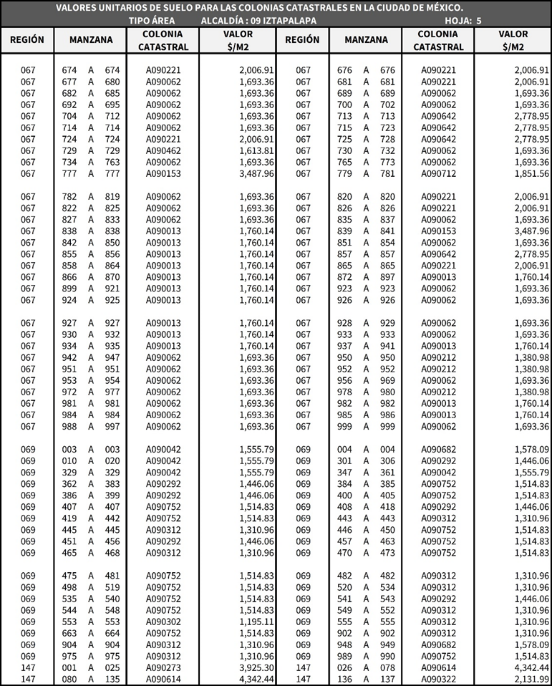 VALORES UNITARIOS DE SUELO PARA LAS COLONIAS CATASTRALES EN LA CIUDAD DE MÉXICO.
TIPO ÁREA ALCALDÍA : 09 IZTAPALAPA HOJA: 5
REGIÓN MANZANA COLONIA CATASTRAL VALOR $/M2 REGIÓN MANZANA COLONIA CATASTRAL VALOR $/M2
067 674 A 674 A090221 2,006.91 067 676 A 676 A090221 2,006.91
067 677 A 680 A090062 1,693.36 067 681 A 681 A090221 2,006.91
067 682 A 685 A090062 1,693.36 067 689 A 689 A090062 1,693.36
067 692 A 695 A090062 1,693.36 067 700 A 702 A090062 1,693.36
067 704 A 712 A090062 1,693.36 067 713 A 713 A090642 2,778.95
067 714 A 714 A090062 1,693.36 067 715 A 723 A090642 2,778.95
067 724 A 724 A090221 2,006.91 067 725 A 728 A090642 2,778.95
067 729 A 729 A090462 1,613.81 067 730 A 732 A090062 1,693.36
067 734 A 763 A090062 1,693.36 067 765 A 773 A090062 1,693.36
067 777 A 777 A090153 3,487.96 067 779 A 781 A090712 1,851.56
067 782 A 819 A090062 1,693.36 067 820 A 820 A090221 2,006.91
067 822 A 825 A090062 1,693.36 067 826 A 826 A090221 2,006.91
067 827 A 833 A090062 1,693.36 067 835 A 837 A090062 1,693.36
067 838 A 838 A090013 1,760.14 067 839 A 841 A090153 3,487.96
067 842 A 850 A090013 1,760.14 067 851 A 854 A090062 1,693.36
067 855 A 856 A090013 1,760.14 067 857 A 857 A090642 2,778.95
067 858 A 864 A090013 1,760.14 067 865 A 865 A090221 2,006.91
067 866 A 870 A090013 1,760.14 067 872 A 897 A090013 1,760.14
067 899 A 921 A090013 1,760.14 067 923 A 923 A090062 1,693.36
067 924 A 925 A090013 1,760.14 067 926 A 926 A090062 1,693.36
067 927 A 927 A090013 1,760.14 067 928 A 929 A090062 1,693.36
067 930 A 932 A090013 1,760.14 067 933 A 933 A090062 1,693.36
067 934 A 935 A090013 1,760.14 067 937 A 941 A090013 1,760.14
067 942 A 947 A090062 1,693.36 067 950 A 950 A090212 1,380.98
067 951 A 951 A090062 1,693.36 067 952 A 952 A090212 1,380.98
067 953 A 954 A090062 1,693.36 067 956 A 969 A090062 1,693.36
067 972 A 977 A090062 1,693.36 067 978 A 980 A090212 1,380.98
067 981 A 981 A090062 1,693.36 067 982 A 982 A090013 1,760.14
067 984 A 984 A090062 1,693.36 067 985 A 986 A090013 1,760.14
067 988 A 997 A090062 1,693.36 067 999 A 999 A090062 1,693.36
069 003 A 003 A090042 1,555.79 069 004 A 004 A090682 1,578.09
069 010 A 020 A090042 1,555.79 069 301 A 306 A090292 1,446.06
069 329 A 329 A090042 1,555.79 069 347 A 361 A090042 1,555.79
069 362 A 383 A090292 1,446.06 069 384 A 385 A090752 1,514.83
069 386 A 399 A090292 1,446.06 069 400 A 405 A090752 1,514.83
069 407 A 407 A090752 1,514.83 069 408 A 418 A090292 1,446.06
069 419 A 442 A090752 1,514.83 069 443 A 443 A090752 1,514.83
069 445 A 445 A090312 1,310.96 069 446 A 450 A090752 1,514.83
069 451 A 456 A090292 1,446.06 069 457 A 463 A090752 1,514.83
069 465 A 468 A090312 1,310.96 069 470 A 473 A090752 1,514.83
069 475 A 481 A090752 1,514.83 069 482 A 482 A090312 1,310.96
069 498 A 519 A090752 1,514.83 069 520 A 534 A090312 1,310.96
069 535 A 540 A090752 1,514.83 069 541 A 543 A090292 1,446.06
069 544 A 548 A090752 1,514.83 069 549 A 552 A090312 1,310.96
069 553 A 553 A090302 1,195.11 069 555 A 555 A090312 1,310.96
069 663 A 664 A090752 1,514.83 069 902 A 902 A090312 1,310.96
069 904 A 904 A090312 1,310.96 069 948 A 949 A090682 1,578.09
069 975 A 975 A090312 1,310.96 069 989 A 990 A090752 1,514.83
147 001 A 025 A090273 3,925.30 147 026 A 078 A090614 4,342.44
147 080 A 135 A090614 4,342.44 147 136 A 137 A090322 2,131.99